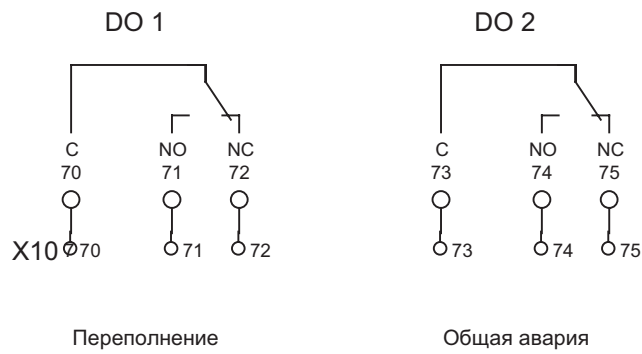 DO 1 DO 2
C NO NC C NO NC
70 71 72 73 74 75
X10 70 71 72 73 74 75
Переполнение Общая авария